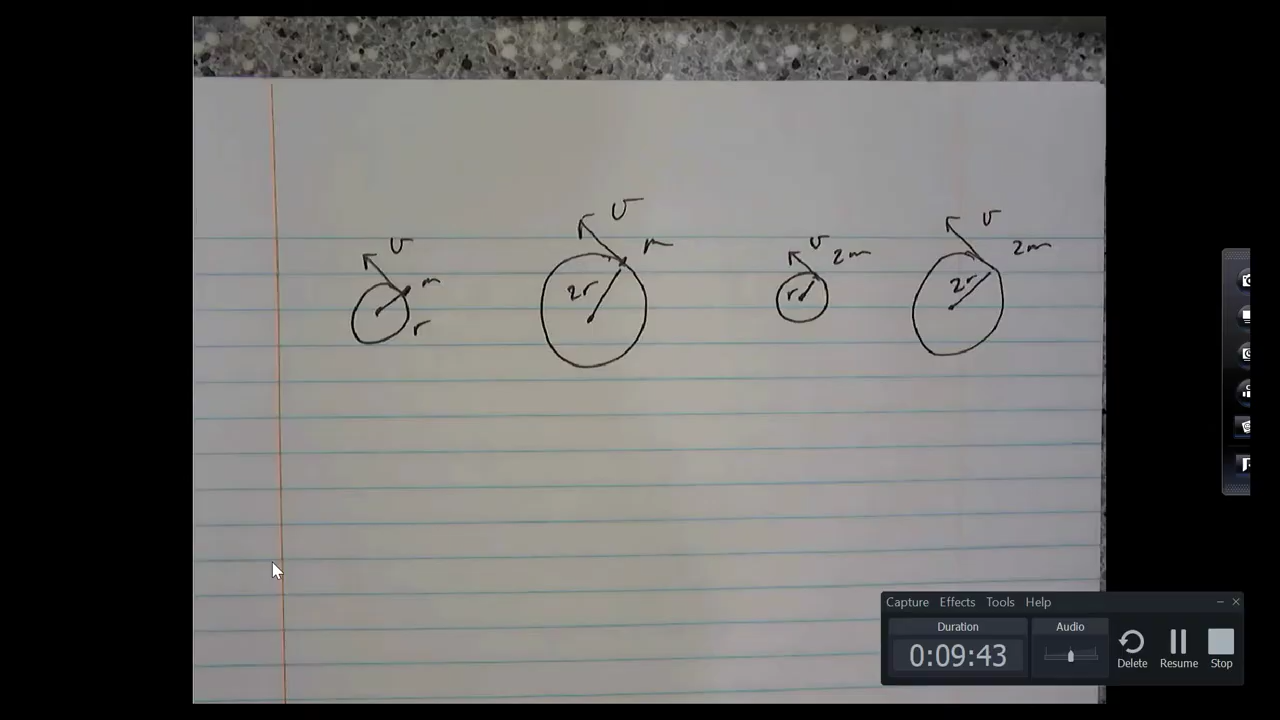 v
m
r
v
m
2r
v
2m
r
v
2m
2r
Capture Effects Tools Help
Duration
Audio
0:09:43
Delete Resume Stop